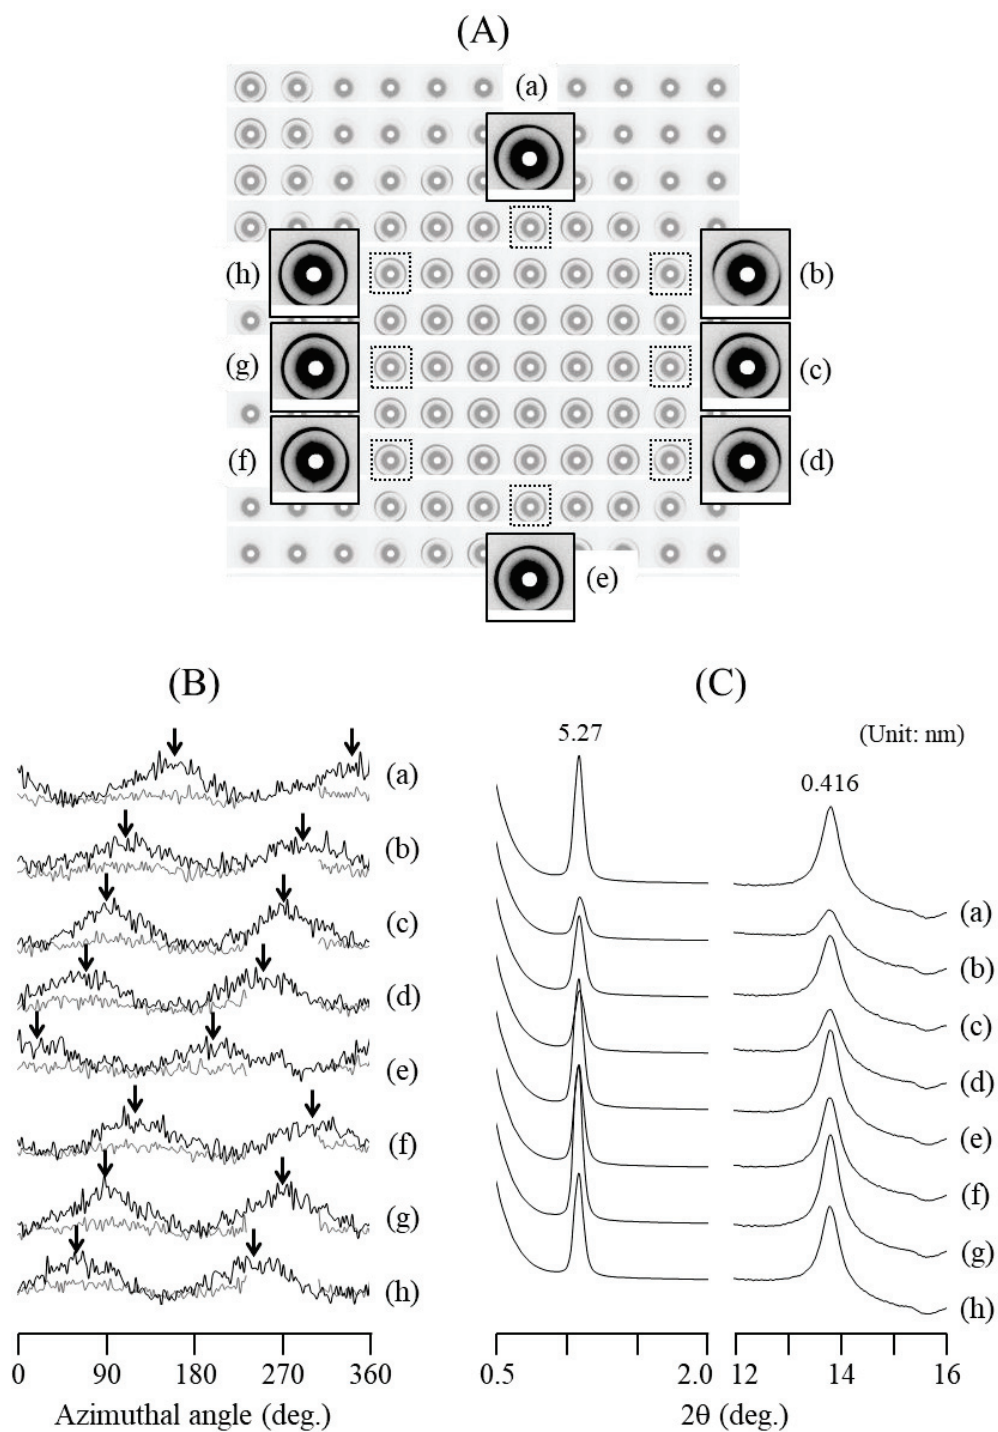 (A)
(a)
(h)
(b)
(g)
(c)
(f)
(d)
(e)
(B)
(C)
5.27
(Unit: nm)
0.416
(a)
(b)
(c)
(d)
(e)
(f)
(g)
(h)
(a)
(b)
(c)
(d)
(e)
(f)
(g)
(h)
0 90 180 270 360
Azimuthal angle (deg.)
0.5 2.0 12 14 16
2θ (deg.)